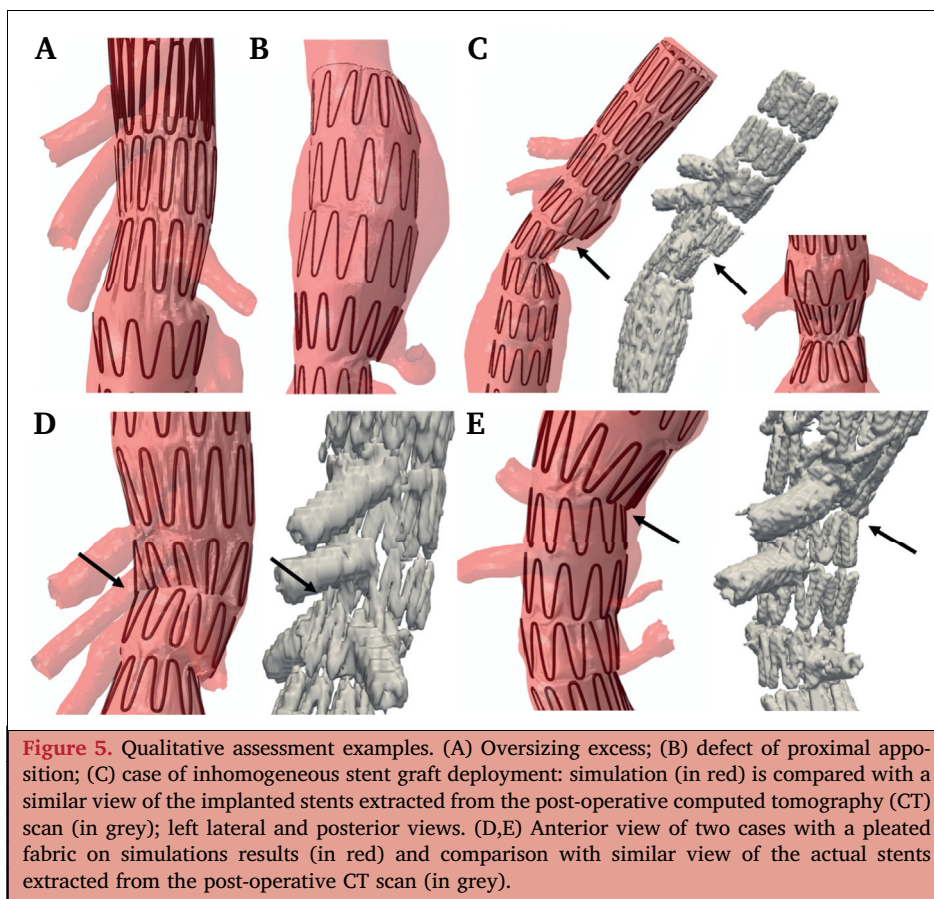 A
B
C
D
E
Figure 5. Qualitative assessment examples. (A) Oversizing excess; (B) defect of proximal appo-
sition; (C) case of inhomogeneous stent graft deployment: simulation (in red) is compared with a
similar view of the implanted stents extracted from the post-operative computed tomography (CT)
scan (in grey); left lateral and posterior views. (D,E) Anterior view of two cases with a pleated
fabric on simulations results (in red) and comparison with similar view of the actual stents
extracted from the post-operative CT scan (in grey).